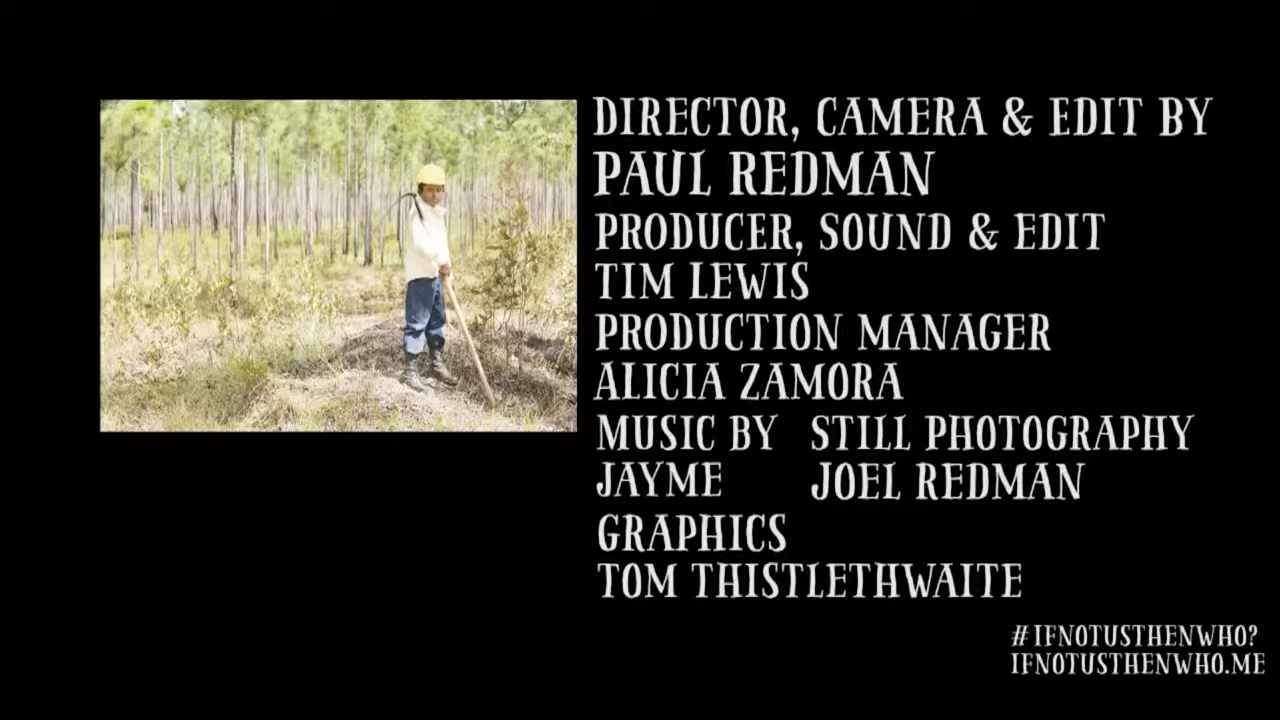 DIRECTOR, CAMERA & EDIT BY
PAUL REDMAN
PRODUCER, SOUND & EDIT
TIM LEWIS
PRODUCTION MANAGER
ALICIA ZAMORA
MUSIC BY STILL PHOTOGRAPHY
JAYME JOEL REDMAN
GRAPHICS
TOM THISTLETHWAITE
#IFNOTUSTHENWHO?
IFNOTUSTHENWHO.ME